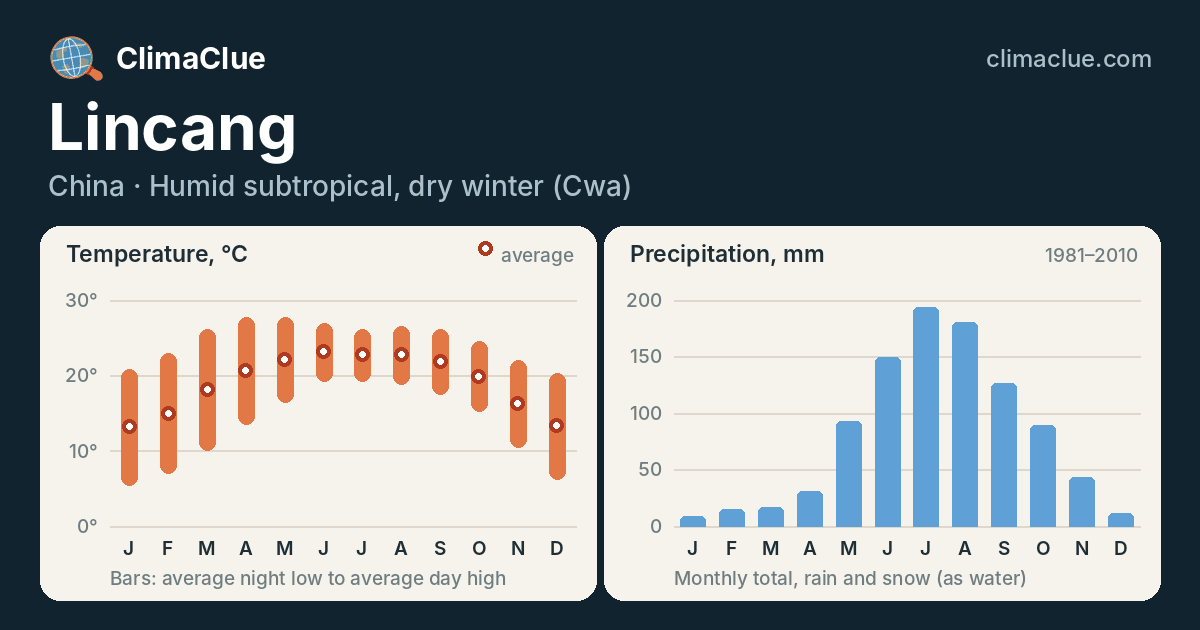 ClimaClue
climaclue.com
Lincang
China · Humid subtropical, dry winter (Cwa)
Temperature, °C
average
30°
20°
10°
0°
J F M A M J J A S O N D
Bars: average night low to average day high
Precipitation, mm
1981–2010
200
150
100
50
0
J F M A M J J A S O N D
Monthly total, rain and snow (as water)